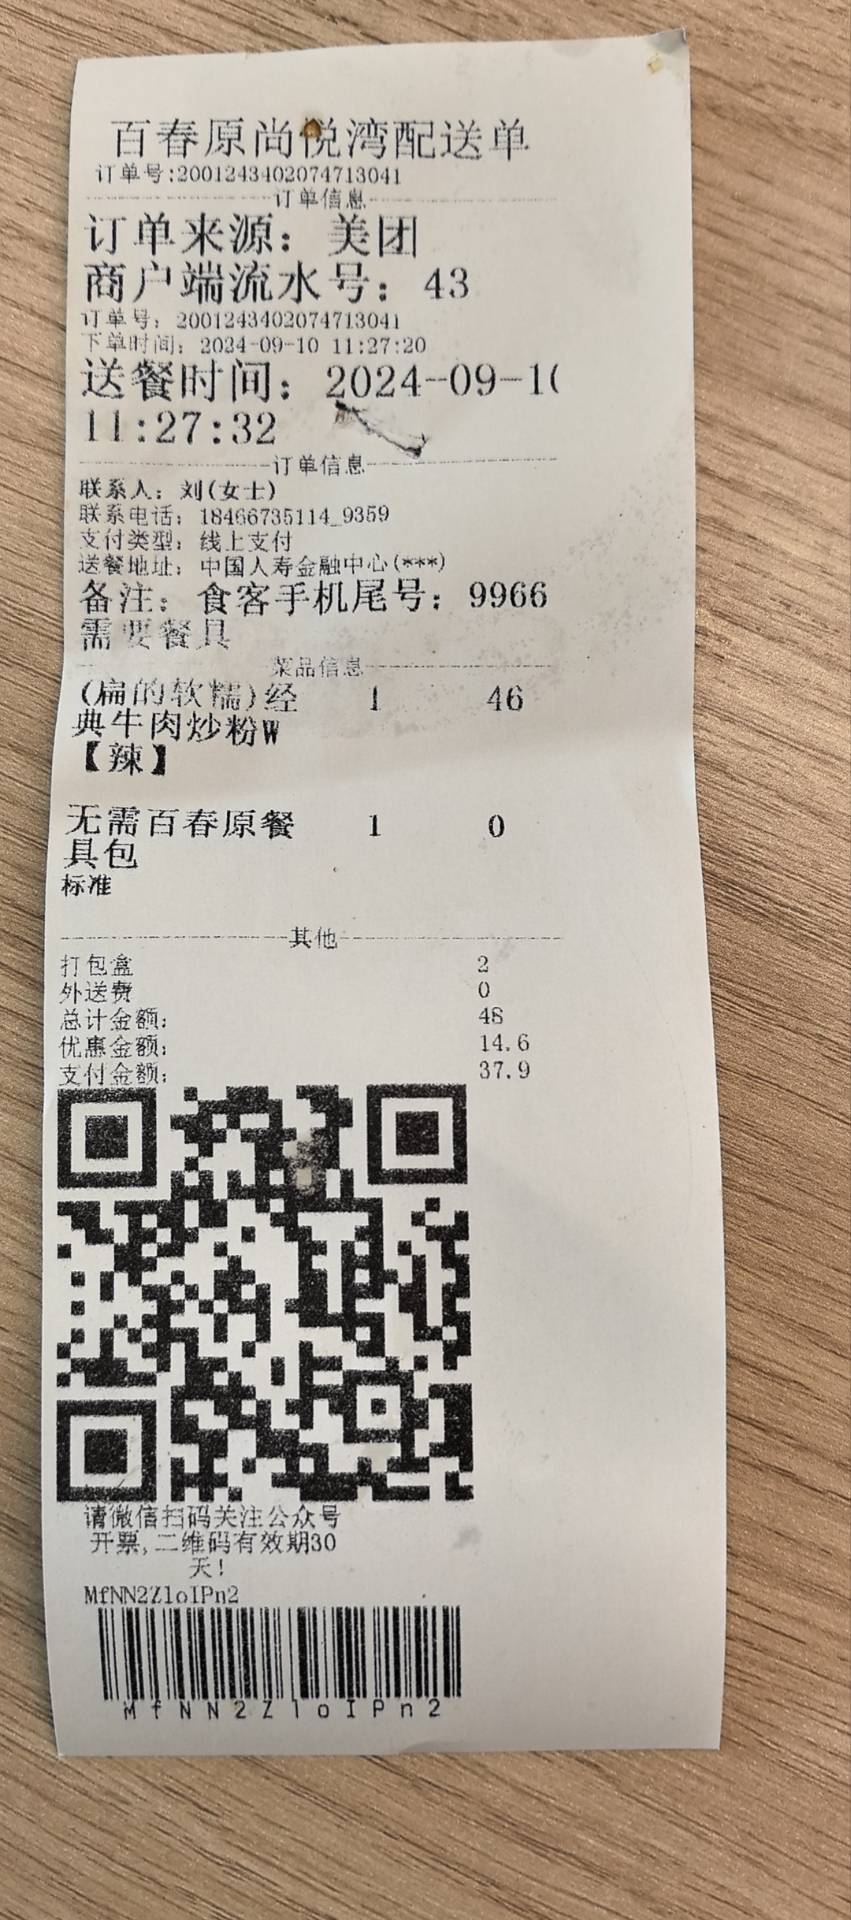 百春原尚悦湾配送单
订单号:2001243402074713041
订单信息
订单来源: 美团
商户端流水号: 43
订单号: 2001243402074713041
下单时间: 2024-09-10 11:27:20
送餐时间: 2024-09-10
11:27:32
订单信息
联系人: 刘(女士)
联系电话: 18466735114_9359
支付类型: 线上支付
送餐地址: 中国人寿金融中心(***)
备注: 食客手机尾号: 9966
需要餐具
菜品信息
(扁的软糯)经 1 46
典牛肉炒粉W
【辣】
无需百春原餐 1 0
具包
标准
其他
打包盒 2
外送费 0
总计金额: 48
优惠金额: 14.6
支付金额: 37.9
请微信扫码关注公众号
开票,二维码有效期30
天!
MfNN2ZloIPn2
MfNN2ZloIPn2